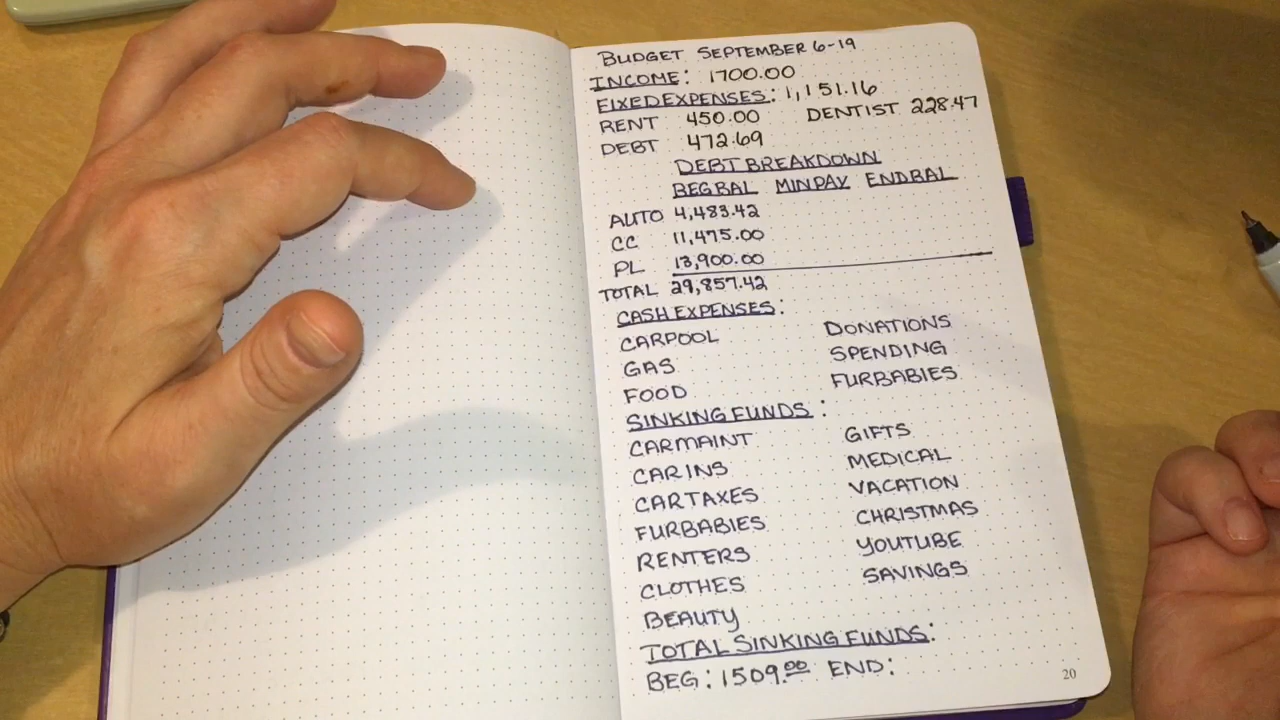 BUDGET SEPTEMBER 6-19
INCOME: 1700.00
FIXED EXPENSES: 1,151.16
RENT 450.00 DENTIST 228.47
DEBT 472.69
DEBT BREAKDOWN
BEG BAL MIN PAY END BAL
AUTO 4,483.42
CC 11,475.00
PL 13,900.00
TOTAL 29,857.42
CASH EXPENSES:
CARPOOL DONATIONS
GAS SPENDING
FOOD FURBABIES
SINKING FUNDS:
CAR MAINT GIFTS
CAR INS MEDICAL
CAR TAXES VACATION
FURBABIES CHRISTMAS
RENTERS YOUTUBE
CLOTHES SAVINGS
BEAUTY
TOTAL SINKING FUNDS:
BEG: 1509.00 END:
20